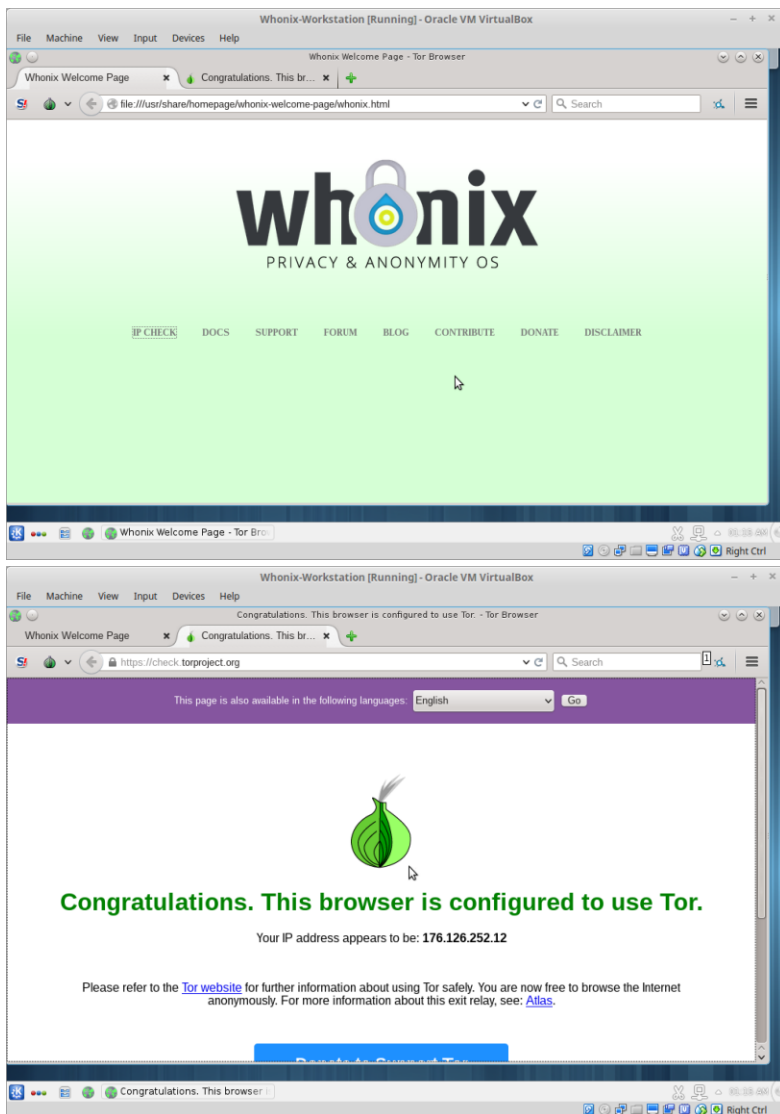 Whonix-Workstation [Running] - Oracle VM VirtualBox
File Machine View Input Devices Help
Whonix Welcome Page - Tor Browser
Whonix Welcome Page Congratulations. This br...
file:///usr/share/homepage/whonix-welcome-page/whonix.html Search
whonix
PRIVACY & ANONYMITY OS
IP CHECK DOCS SUPPORT FORUM BLOG CONTRIBUTE DONATE DISCLAIMER
Whonix Welcome Page - Tor Bro
Right Ctrl
Whonix-Workstation [Running] - Oracle VM VirtualBox
File Machine View Input Devices Help
Congratulations. This browser is configured to use Tor. - Tor Browser
Whonix Welcome Page Congratulations. This br...
https://check.torproject.org Search 1
This page is also available in the following languages: English Go
Congratulations. This browser is configured to use Tor.
Your IP address appears to be: 176.126.252.12
Please refer to the Tor website for further information about using Tor safely. You are now free to browse the Internet
anonymously. For more information about this exit relay, see: Atlas.
Donate to Support Tor
Congratulations. This browser i
Right Ctrl